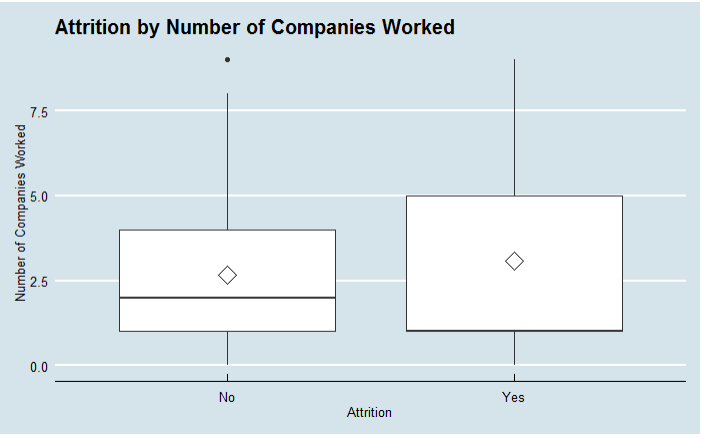 Attrition by Number of Companies Worked
Number of Companies Worked
7.5
5.0
2.5
0.0
No
Yes
Attrition